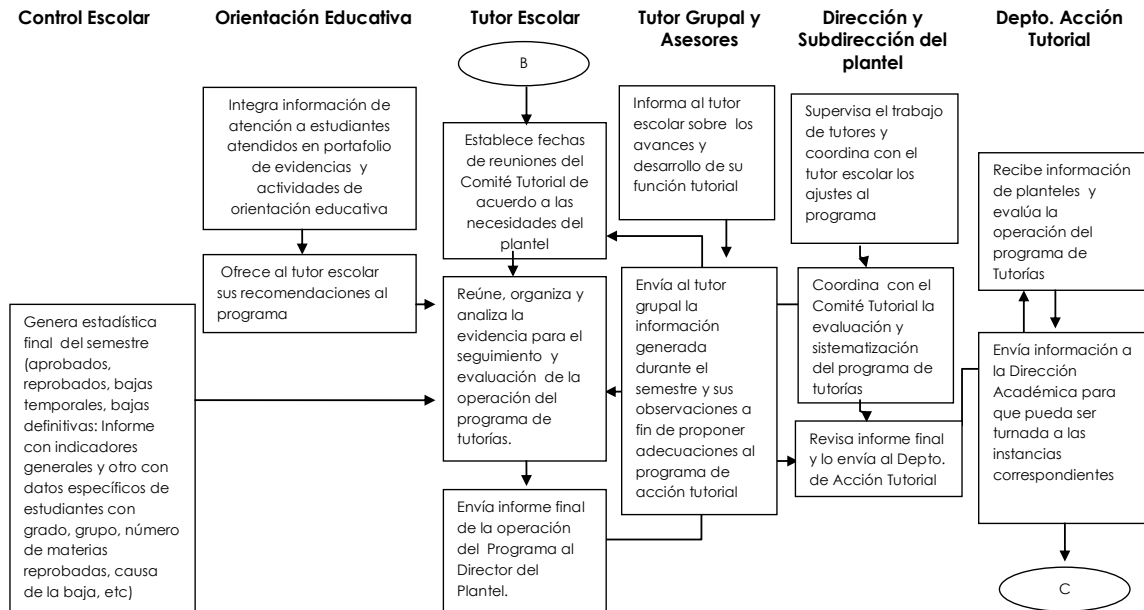 Control Escolar
Orientación Educativa
Tutor Escolar
Tutor Grupal y
Asesores
Dirección y
Subdirección del
plantel
Depto. Acción
Tutorial
B
Integra información de
atención a estudiantes
atendidos en portafolio
de evidencias y
actividades de
orientación educativa
Ofrece al tutor escolar
sus recomendaciones al
programa
Genera estadística
final del semestre
(aprobados,
reprobados, bajas
temporales, bajas
definitivas: Informe
con indicadores
generales y otro con
datos específicos de
estudiantes con
grado, grupo, número
de materias
reprobadas, causa
de la baja, etc)
Establece fechas
de reuniones del
Comité Tutorial de
acuerdo a las
necesidades del
plantel
Reúne, organiza y
analiza la
evidencia para el
seguimiento y
evaluación de la
operación del
programa de
tutorías.
Envía informe final
de la operación
del Programa al
Director del
Plantel.
Informa al tutor
escolar sobre los
avances y
desarrollo de su
función tutorial
Envía al tutor
grupal la
información
generada
durante el
semestre y sus
observaciones a
fin de proponer
adecuaciones al
programa de
acción tutorial
Supervisa el trabajo
de tutores y
coordina con el
tutor escolar los
ajustes al
programa
Coordina con el
Comité Tutorial la
evaluación y
sistematización
del programa de
tutorías
Revisa informe final
y lo envía al Depto.
de Acción Tutorial
Recibe información
de planteles y
evalúa la
operación del
programa de
Tutorías
Envía información a
la Dirección
Académica para
que pueda ser
turnada a las
instancias
correspondientes
C